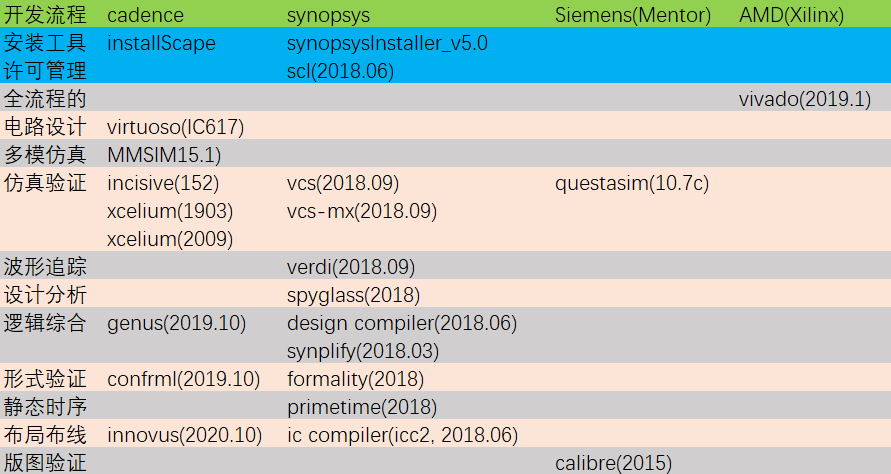 开发流程 cadence synopsys Siemens(Mentor) AMD(Xilinx)
安装工具 installScape synopsysInstaller_v5.0
许可管理 scl(2018.06)
全流程的 vivado(2019.1)
电路设计 virtuoso(IC617)
多模仿真 MMSIM15.1)
仿真验证 incisive(152) vcs(2018.09) questasim(10.7c)
xcelium(1903) vcs-mx(2018.09)
xcelium(2009)
波形追踪 verdi(2018.09)
设计分析 spyglass(2018)
逻辑综合 genus(2019.10) design compiler(2018.06)
synplify(2018.03)
形式验证 confrml(2019.10) formality(2018)
静态时序 primetime(2018)
布局布线 innovus(2020.10) ic compiler(icc2, 2018.06)
版图验证 calibre(2015)